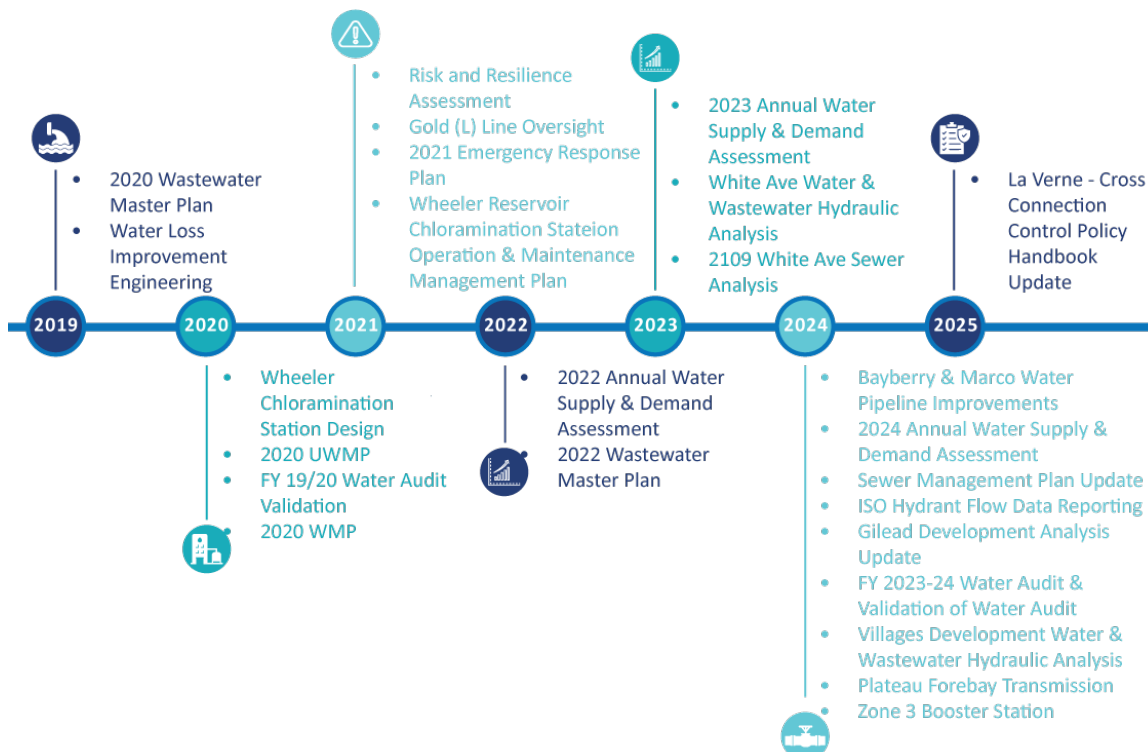 • Risk and Resilience
Assessment
• Gold (L) Line Oversight
• 2021 Emergency Response
Plan
• Wheeler Reservoir
Chloramination Stateion
Operation & Maintenance
Management Plan
• 2023 Annual Water
Supply & Demand
Assessment
• White Ave Water &
Wastewater Hydraulic
Analysis
• 2109 White Ave Sewer
Analysis
• 2020 Wastewater
Master Plan
• Water Loss
Improvement
Engineering
• La Verne - Cross
Connection
Control Policy
Handbook
Update
2019
2020
2021
2022
2023
2024
2025
• Wheeler
Chloramination
Station Design
• 2020 UWMP
• FY 19/20 Water Audit
Validation
• 2020 WMP
• 2022 Annual Water
Supply & Demand
Assessment
• 2022 Wastewater
Master Plan
• Bayberry & Marco Water
Pipeline Improvements
• 2024 Annual Water Supply &
Demand Assessment
• Sewer Management Plan Update
• ISO Hydrant Flow Data Reporting
• Gilead Development Analysis
Update
• FY 2023-24 Water Audit &
Validation of Water Audit
• Villages Development Water &
Wastewater Hydraulic Analysis
• Plateau Forebay Transmission
• Zone 3 Booster Station